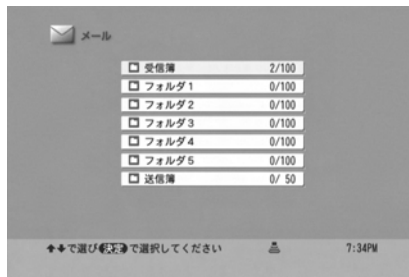 メール
受信簿 2/100
フォルダ1 0/100
フォルダ2 0/100
フォルダ3 0/100
フォルダ4 0/100
フォルダ5 0/100
送信簿 0/ 50
↑↓で選び決定で選択してください 7:34PM